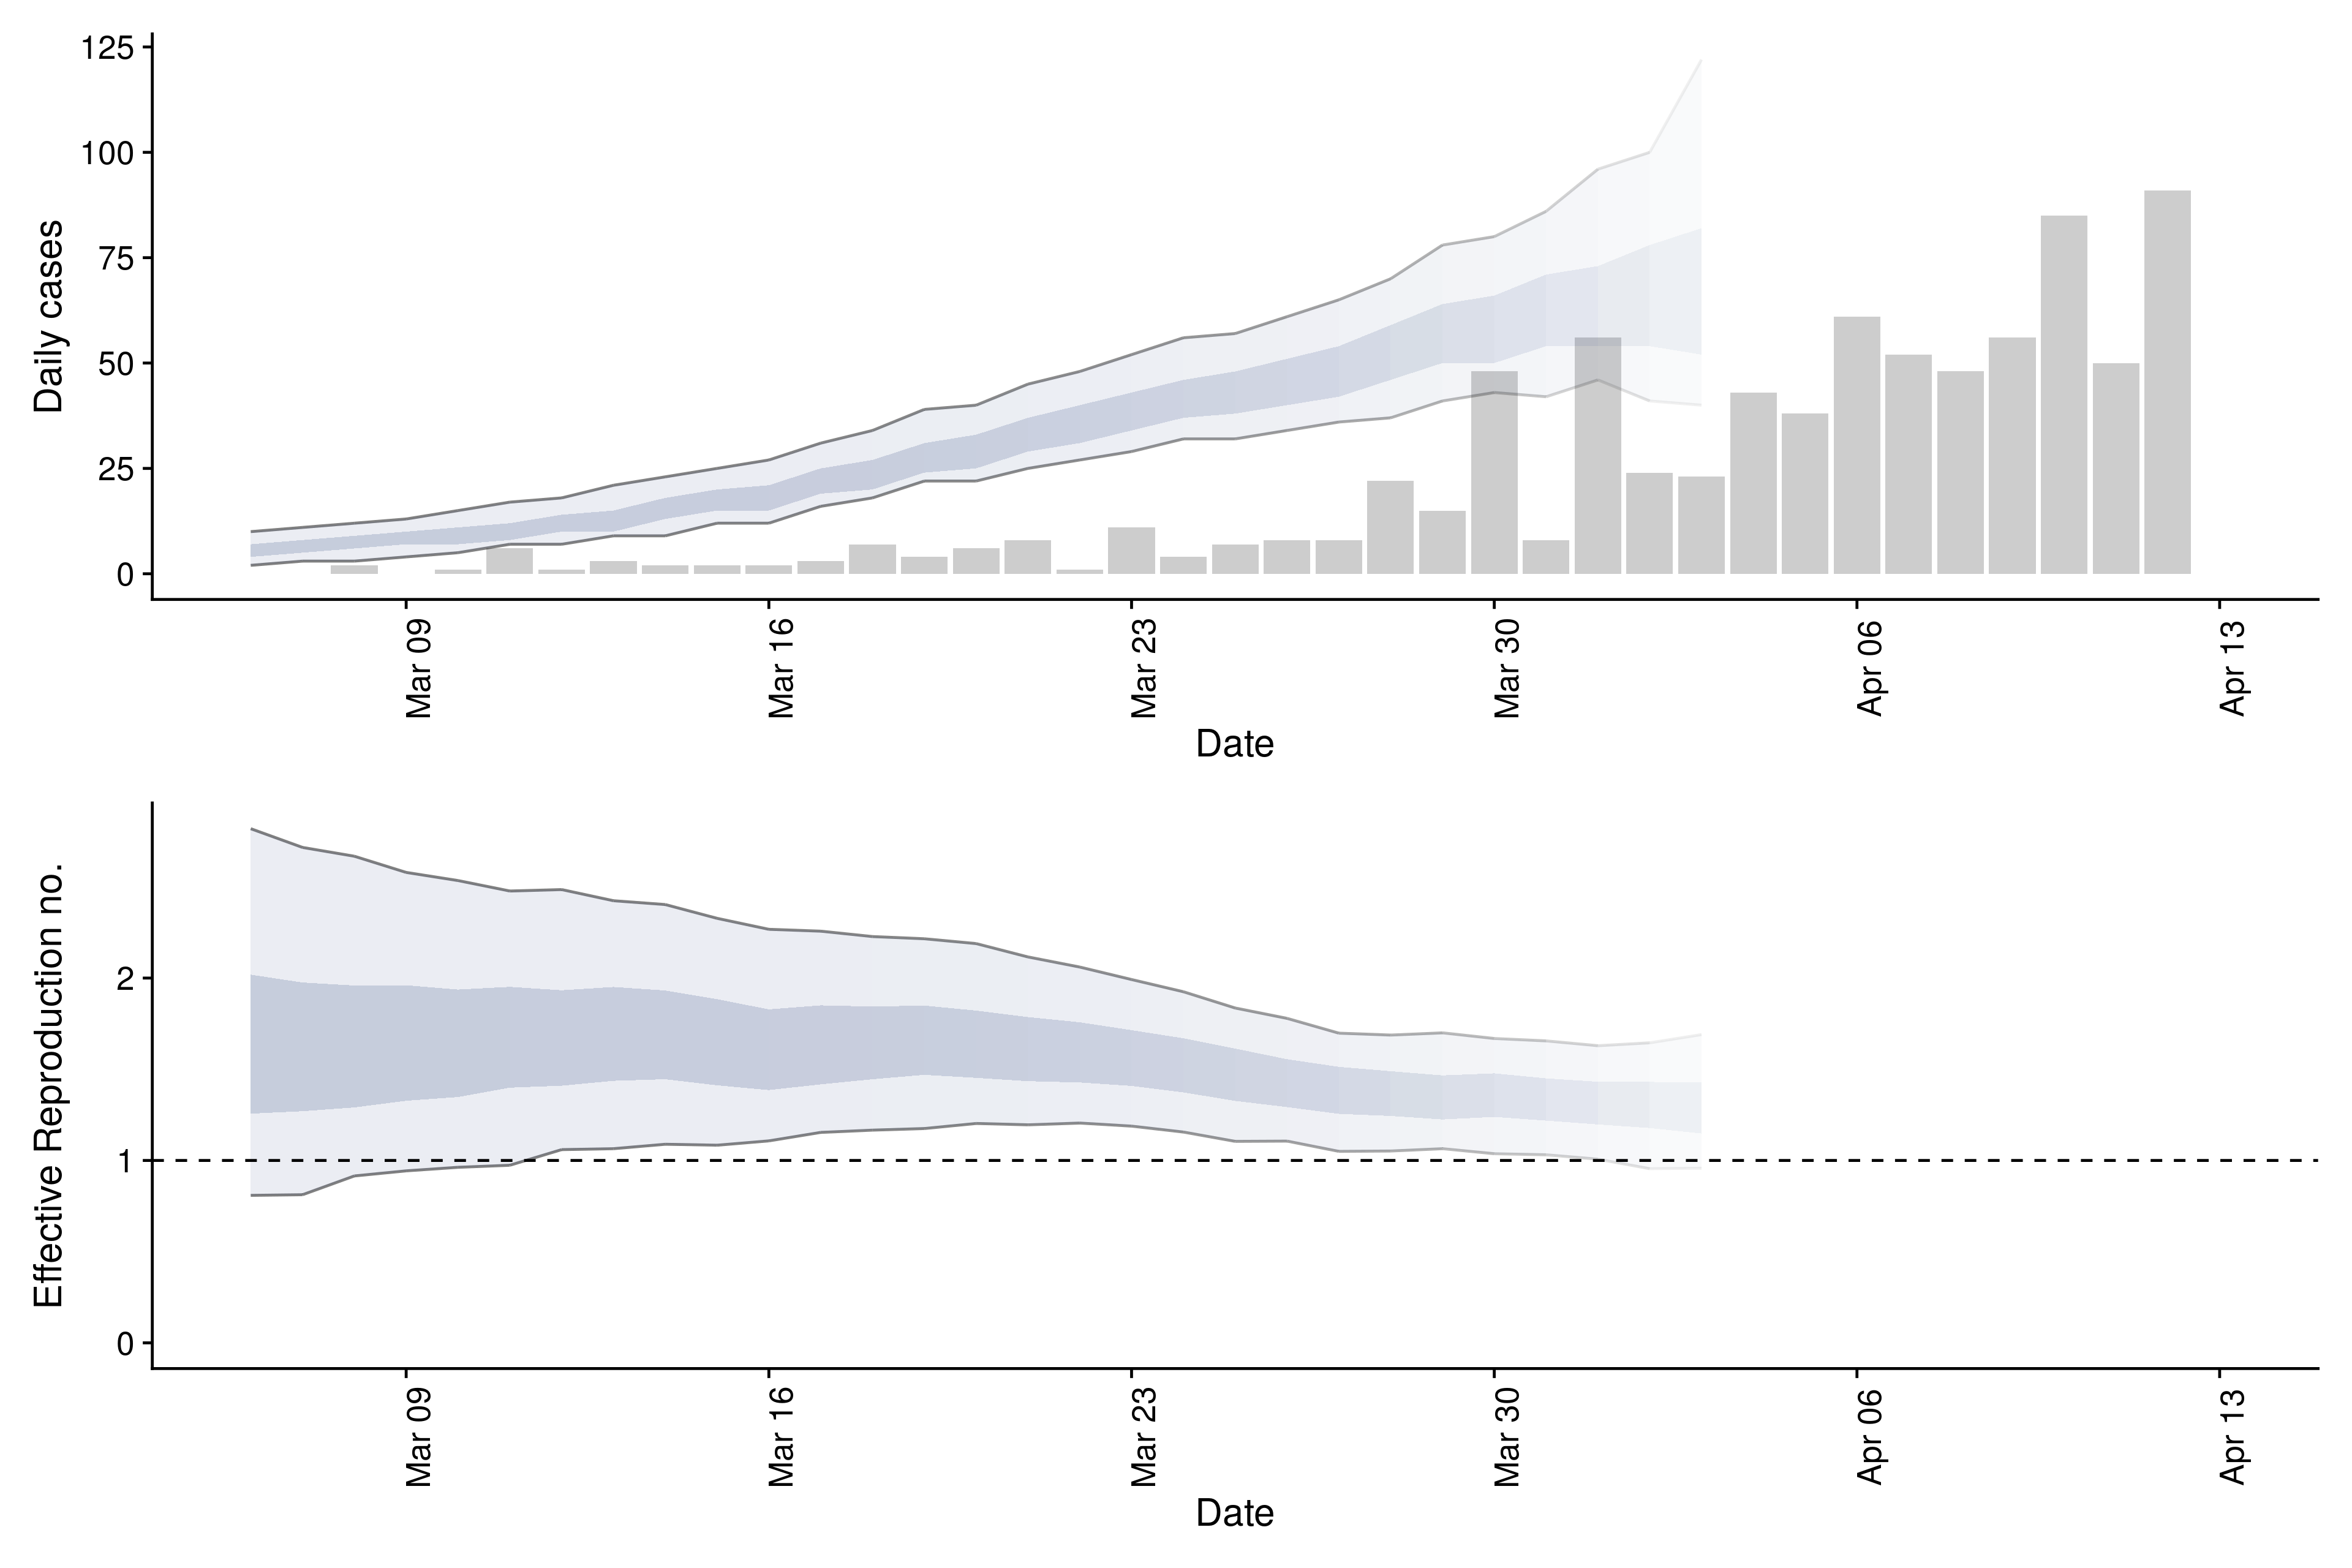 Daily cases
125
100
75
50
25
0
Mar 09
Mar 16
Mar 23
Mar 30
Apr 06
Apr 13
Date
Effective Reproduction no.
2
1
0
Mar 09
Mar 16
Mar 23
Mar 30
Apr 06
Apr 13
Date